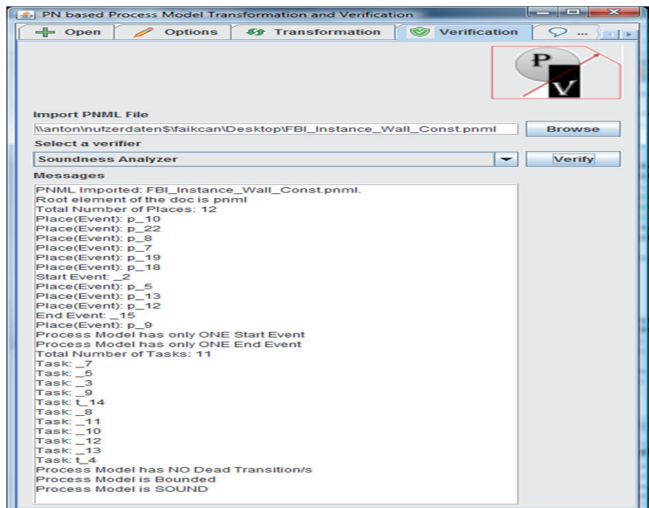 PN based Process Model Transformation and Verification
Open Options Transformation Verification ...
P
V
Import PNML File
\\anton\nutzerdaten$\faikcan\Desktop\FBI_Instance_Wall_Const.pnml Browse
Select a verifier
Soundness Analyzer Verify
Messages
PNML Imported: FBI_Instance_Wall_Const.pnml.
Root element of the doc is pnml
Total Number of Places: 12
Place(Event): p_10
Place(Event): p_22
Place(Event): p_8
Place(Event): p_7
Place(Event): p_19
Place(Event): p_18
Start Event: _2
Place(Event): p_5
Place(Event): p_13
Place(Event): p_12
End Event: _15
Place(Event): p_9
Process Model has only ONE Start Event
Process Model has only ONE End Event
Total Number of Tasks: 11
Task: _7
Task: _5
Task: _3
Task: _9
Task: t_14
Task: _8
Task: _11
Task: _10
Task: _12
Task: _13
Task: t_4
Process Model has NO Dead Transition/s
Process Model is Bounded
Process Model is SOUND